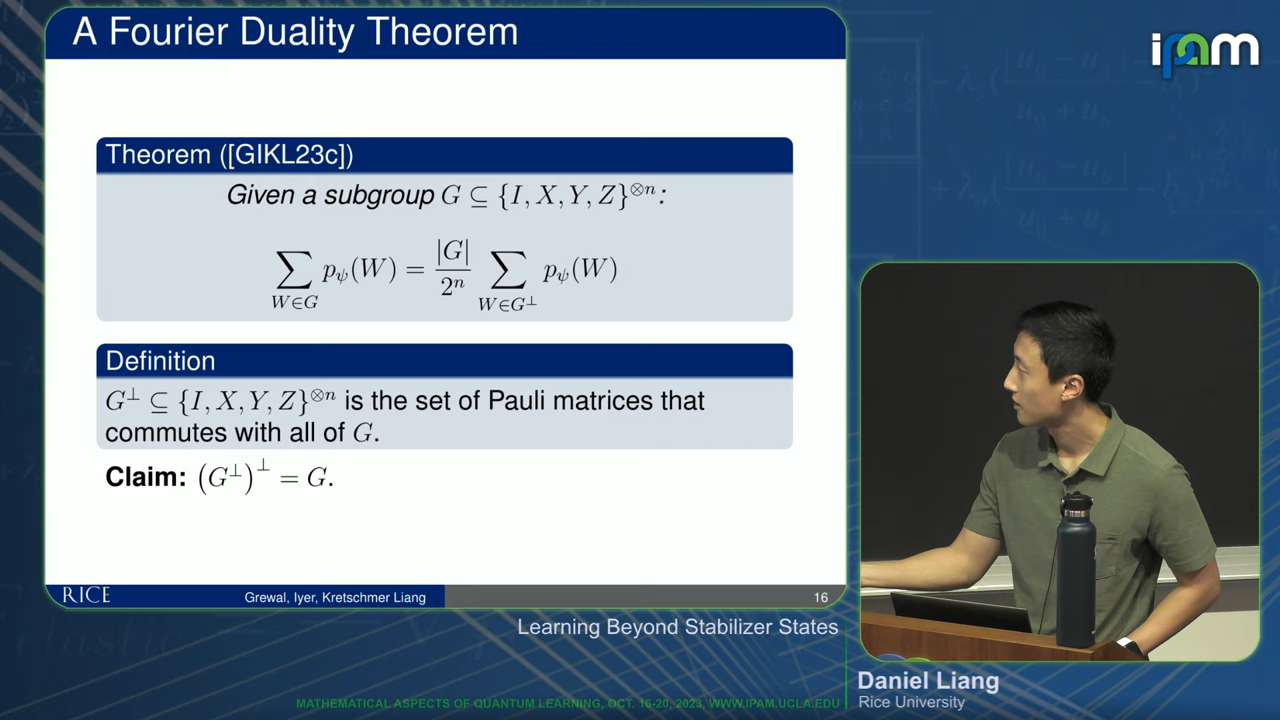 A Fourier Duality Theorem
ipam
Theorem ([GIKL23c])
Given a subgroup G ⊆ {I, X, Y, Z}^{⊗n}:
∑_{W∈G} p_ψ(W) = |G|/2^n ∑_{W∈G^⊥} p_ψ(W)
Definition
G^⊥ ⊆ {I, X, Y, Z}^{⊗n} is the set of Pauli matrices that
commutes with all of G.
Claim: (G^⊥)^⊥ = G.
RICE
Grewal, Iyer, Kretschmer Liang
16
Learning Beyond Stabilizer States
Daniel Liang
Rice University
MATHEMATICAL ASPECTS OF QUANTUM LEARNING, OCT. 16-20, 2023, WWW.IPAM.UCLA.EDU